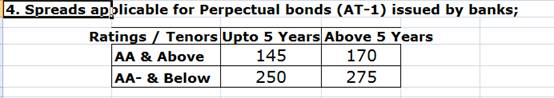 4. Spreads applicable for Perpectual bonds (AT-1) issued by banks;
Ratings / Tenors Upto 5 Years Above 5 Years
AA & Above 145 170
AA- & Below 250 275